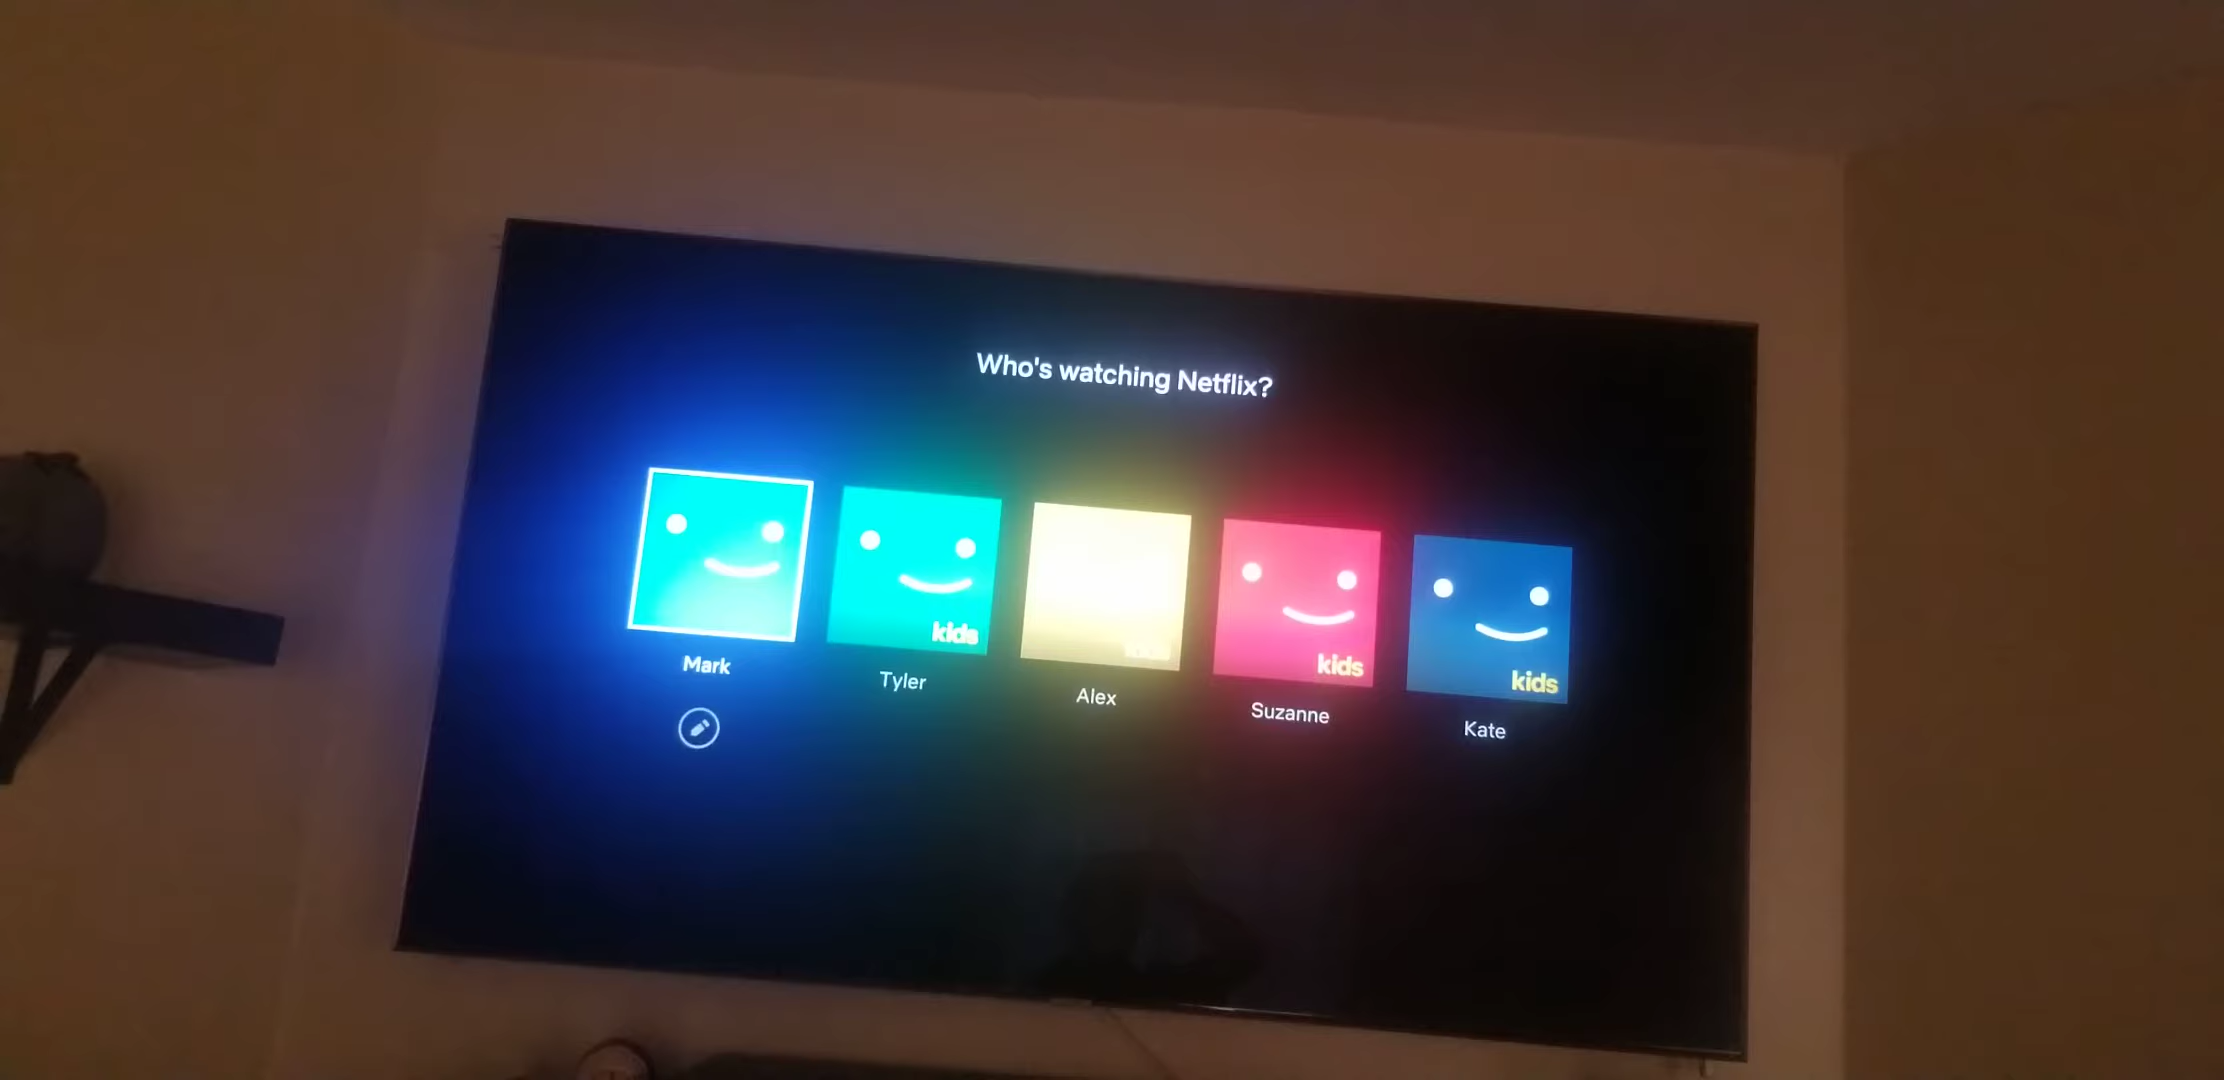 Who's watching Netflix?
kids
kids
kids
Mark
Tyler
Alex
Suzanne
Kate